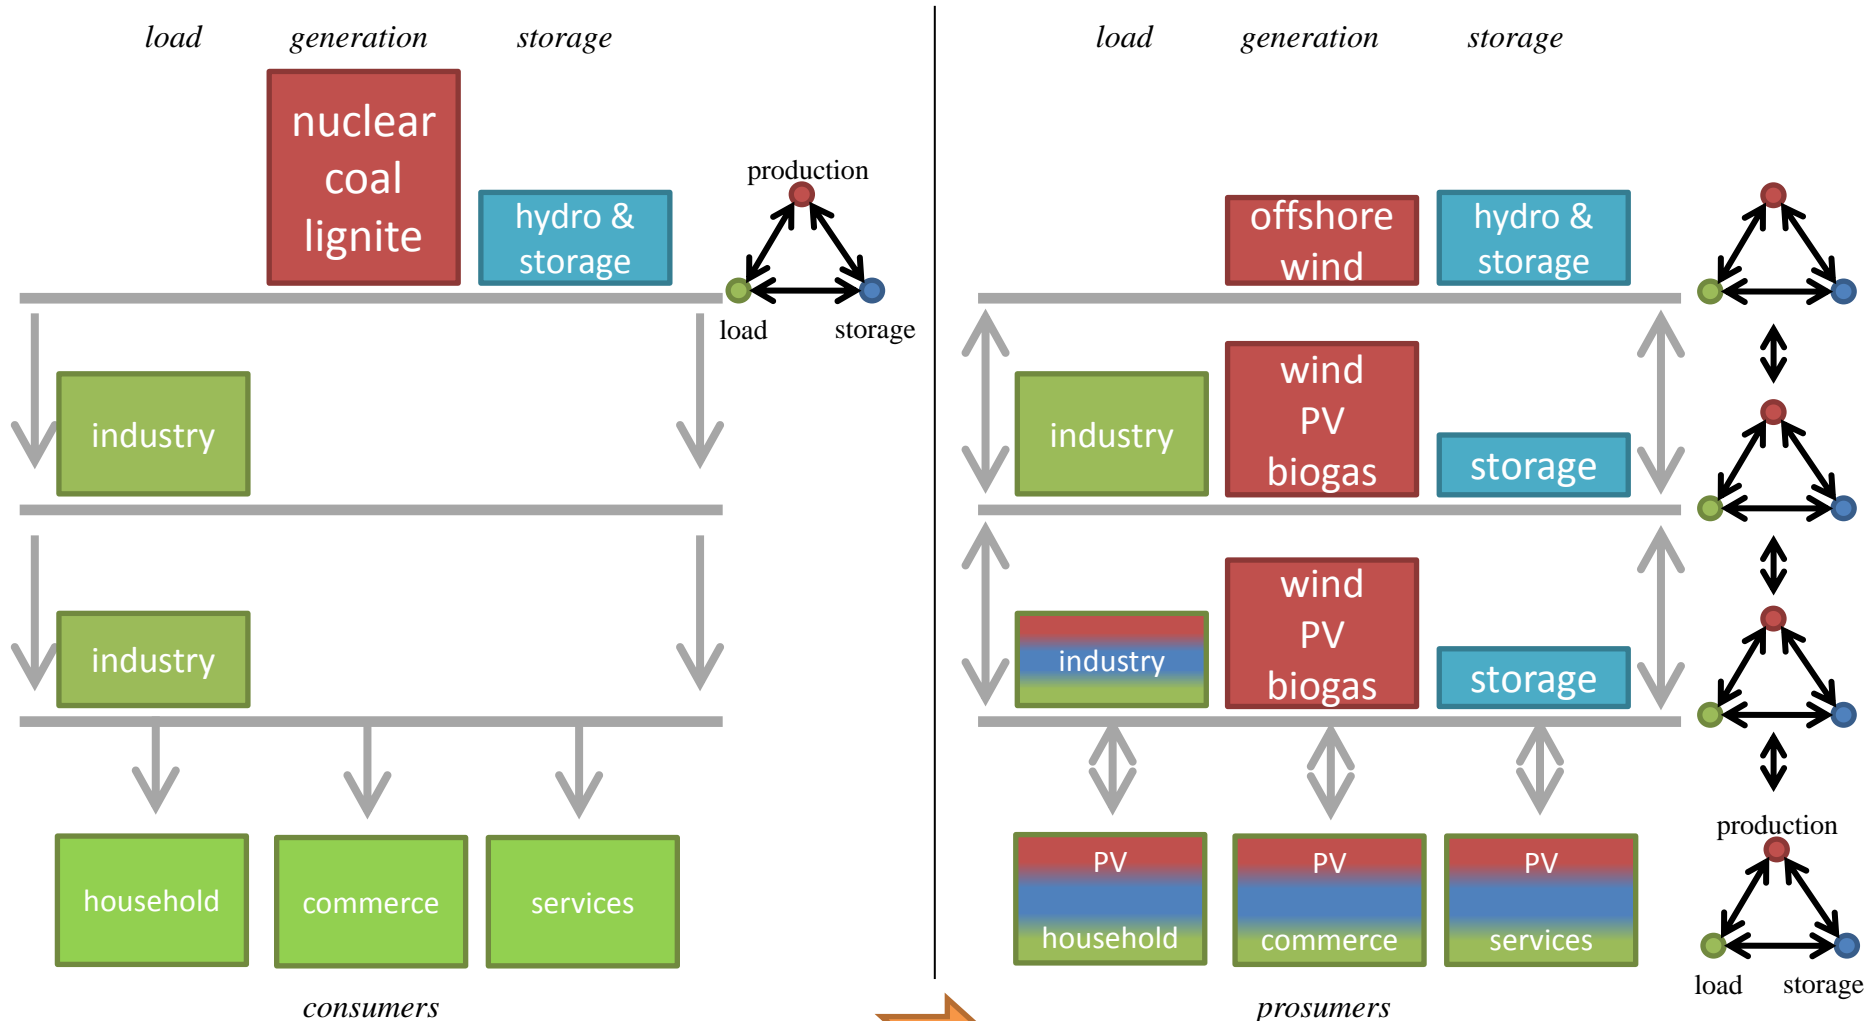 load generation storage
nuclear
coal
lignite
hydro &
storage
production
load storage
industry
industry
household commerce services
consumers
load generation storage
offshore
wind
hydro &
storage
industry
wind
PV
biogas
storage
industry
wind
PV
biogas
storage
PV
household
PV
commerce
PV
services
production
load storage
prosumers